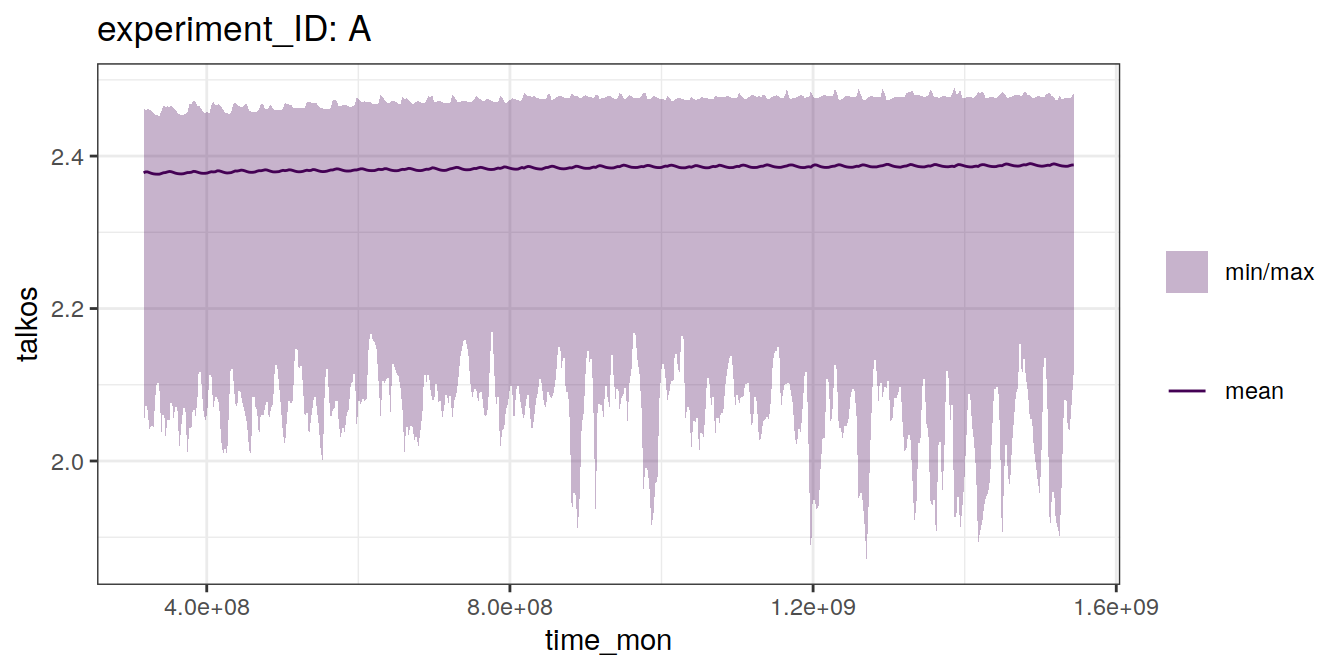 experiment_ID: A
talkos
2.4
2.2
2.0
4.0e+08 8.0e+08 1.2e+09 1.6e+09
time_mon
min/max
mean